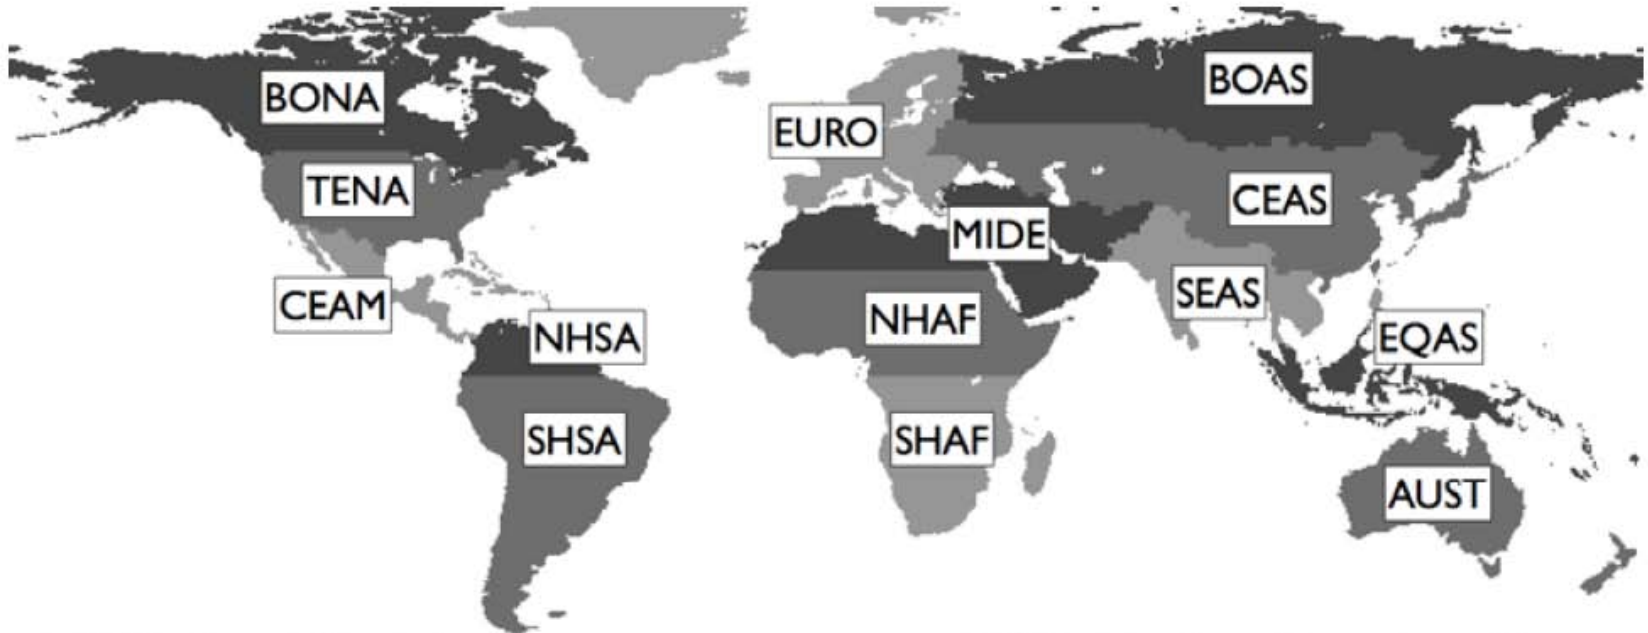 BONA
BOAS
EURO
TENA
CEAS
MIDE
CEAM
SEAS
NHAF
NHSA
EQAS
SHSA
SHAF
AUST